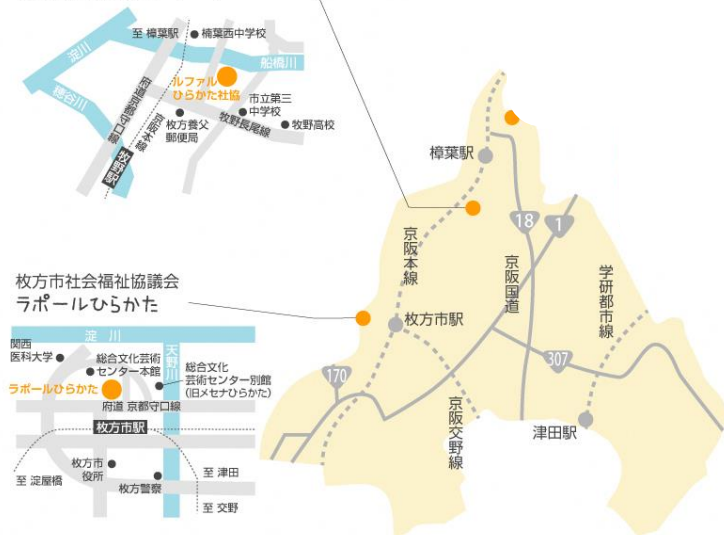 至 樟葉駅
楠葉西中学校
淀川
船橋川
穂谷川
ルファル
ひらかた社協
府道京都守口線
京阪本線
市立第三
中学校
枚方養父
郵便局
牧野長尾線
牧野高校
牧野駅
樟葉駅
18
1
京阪本線
京阪国道
学研都市線
枚方市社会福祉協議会
ラポールひらかた
枚方市駅
307
170
京阪交野線
津田駅
淀 川
関西
医科大学
総合文化芸術
センター本館
天野川
総合文化
芸術センター別館
(旧メセナひらかた)
ラポールひらかた
府道 京都守口線
枚方市駅
枚方市
役所
至 淀屋橋
枚方警察
至 津田
至 交野